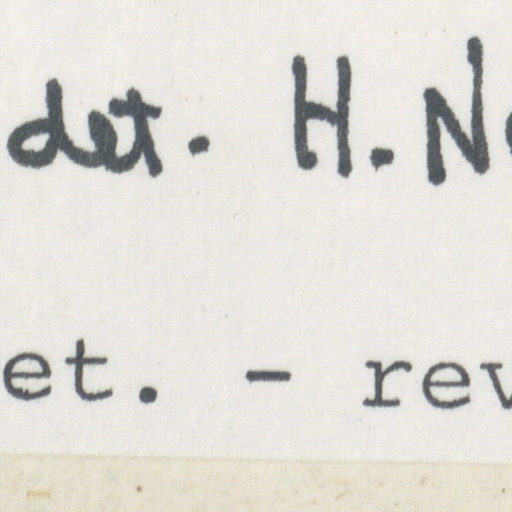 det. H. N
et. - rev